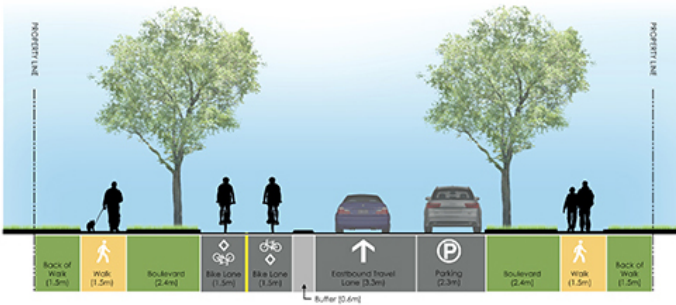 PROPERTY LINE
PROPERTY LINE
Back of
Walk
(1.5m)
Walk
(1.5m)
Boulevard
(2.4m)
Bike Lane
(1.5m)
Bike Lane
(1.5m)
Eastbound Travel
Lane (3.3m)
P
Parking
(2.3m)
Boulevard
(2.4m)
Walk
(1.5m)
Back of
Walk
(1.5m)
Buffer (0.6m)